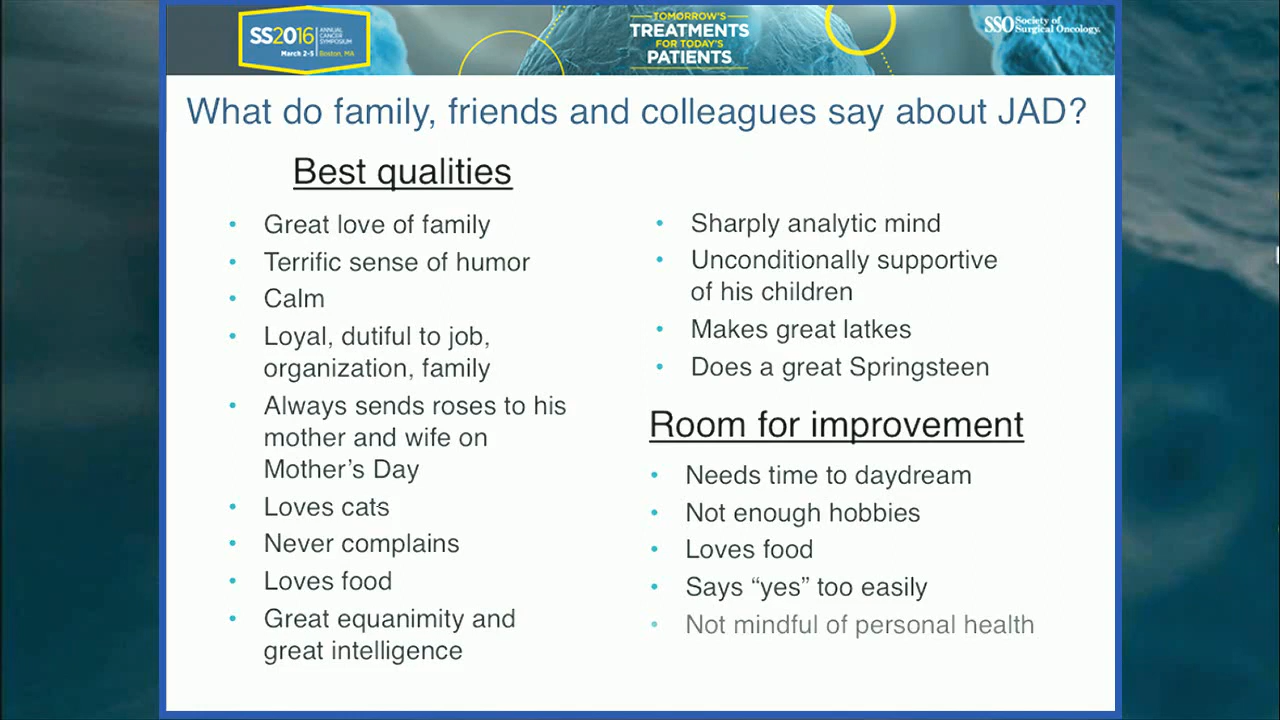 SS2016
ANNUAL
CANCER
SYMPOSIUM
March 2-5 | Boston, MA
TOMORROW'S
TREATMENTS
FOR TODAY'S
PATIENTS
SSO Society of
Surgical Oncology.
What do family, friends and colleagues say about JAD?
Best qualities
• Great love of family
• Terrific sense of humor
• Calm
• Loyal, dutiful to job,
organization, family
• Always sends roses to his
mother and wife on
Mother's Day
• Loves cats
• Never complains
• Loves food
• Great equanimity and
great intelligence
• Sharply analytic mind
• Unconditionally supportive
of his children
• Makes great latkes
• Does a great Springsteen
Room for improvement
• Needs time to daydream
• Not enough hobbies
• Loves food
• Says “yes” too easily
• Not mindful of personal health